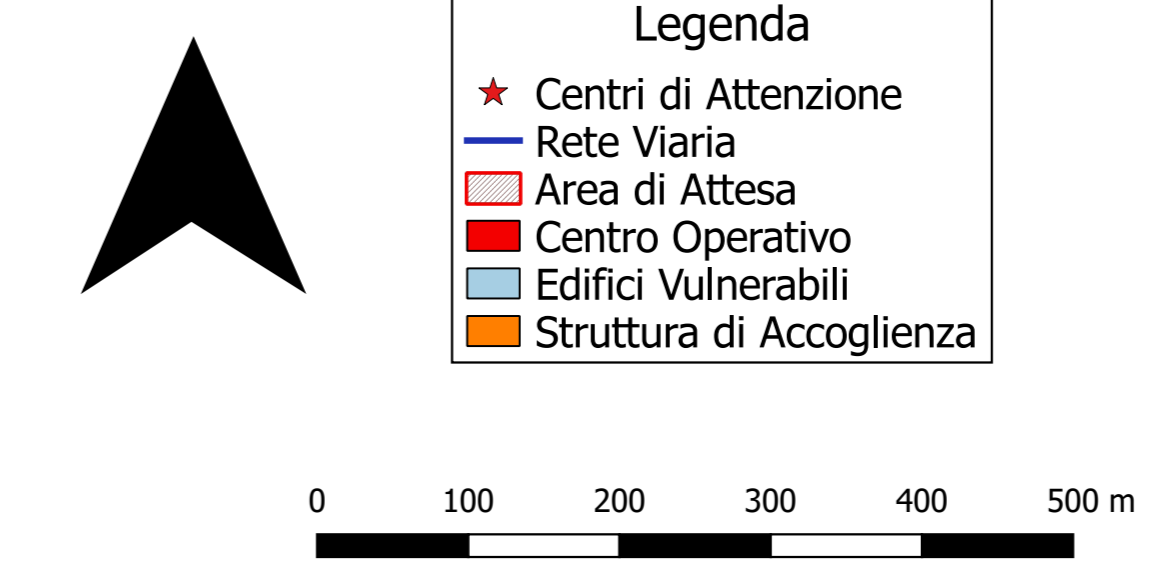 Legenda
Centri di Attenzione
Rete Viaria
Area di Attesa
Centro Operativo
Edifici Vulnerabili
Struttura di Accoglienza
0 100 200 300 400 500 m